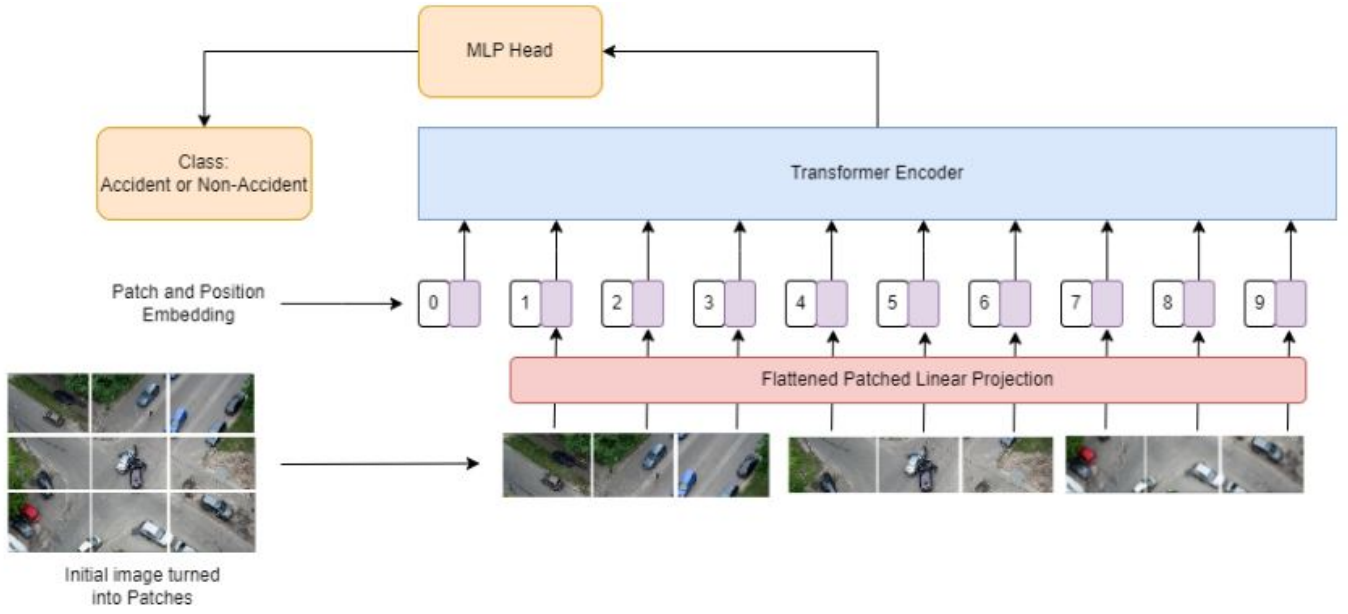 MLP Head
Class:
Accident or Non-Accident
Transformer Encoder
Patch and Position
Embedding
0
1
2
3
4
5
6
7
8
9
Flattened Patched Linear Projection
Initial image turned
into Patches